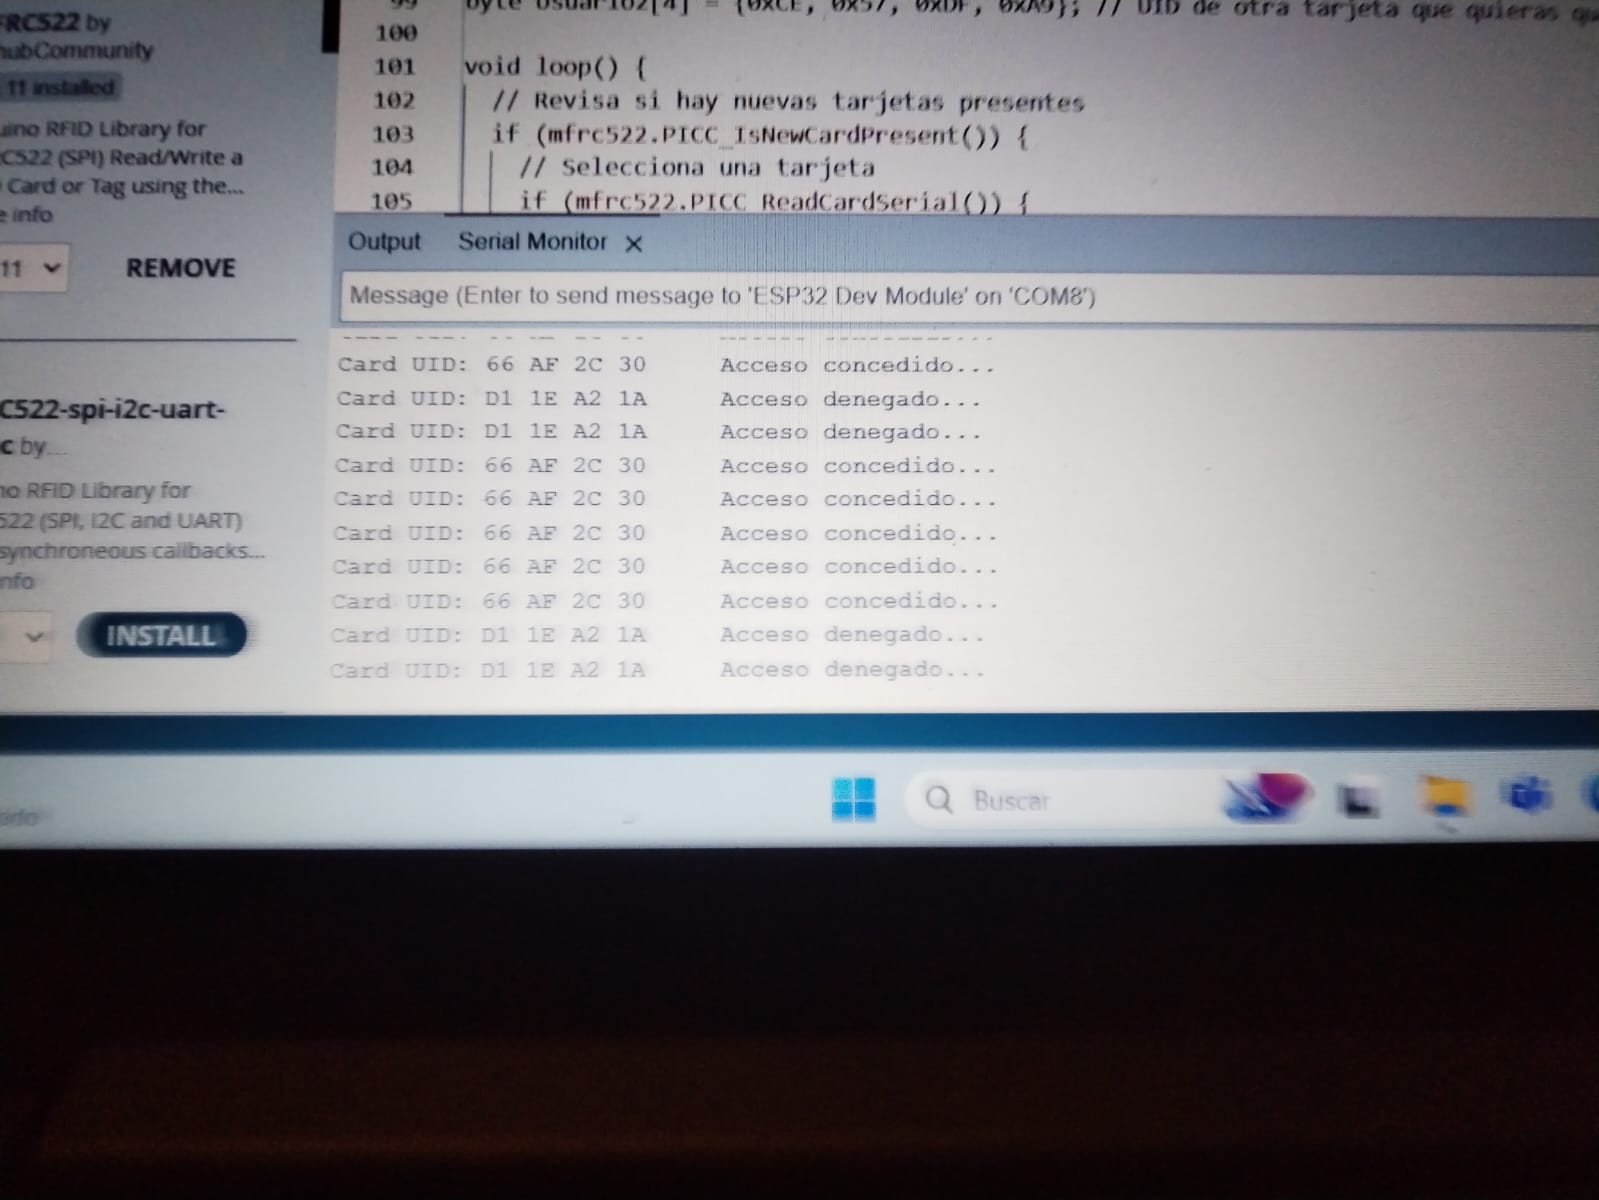 FRC522 by
hubCommunity
11 installed
uino RFID Library for
C522 (SPI) Read/Write a
Card or Tag using the...
e info
11
REMOVE
C522-spi-i2c-uart-
c by...
no RFID Library for
522 (SPI, I2C and UART)
synchroneous callbacks...
nfo
INSTALL
99 byte Usuario2[4] = {0xCE, 0x57, 0xDF, 0xA9}; // UID de otra tarjeta que quieras
100
101 void loop() {
102 // Revisa si hay nuevas tarjetas presentes
103 if (mfrc522.PICC_IsNewCardPresent()) {
104 // Selecciona una tarjeta
105 if (mfrc522.PICC_ReadCardSerial()) {
Output Serial Monitor
Message (Enter to send message to 'ESP32 Dev Module' on 'COM8')
Card UID: 66 AF 2C 30 Acceso concedido...
Card UID: D1 1E A2 1A Acceso denegado...
Card UID: D1 1E A2 1A Acceso denegado...
Card UID: 66 AF 2C 30 Acceso concedido...
Card UID: 66 AF 2C 30 Acceso concedido...
Card UID: 66 AF 2C 30 Acceso concedido...
Card UID: 66 AF 2C 30 Acceso concedido...
Card UID: 66 AF 2C 30 Acceso concedido...
Card UID: D1 1E A2 1A Acceso denegado...
Card UID: D1 1E A2 1A Acceso denegado...
ado
Buscar